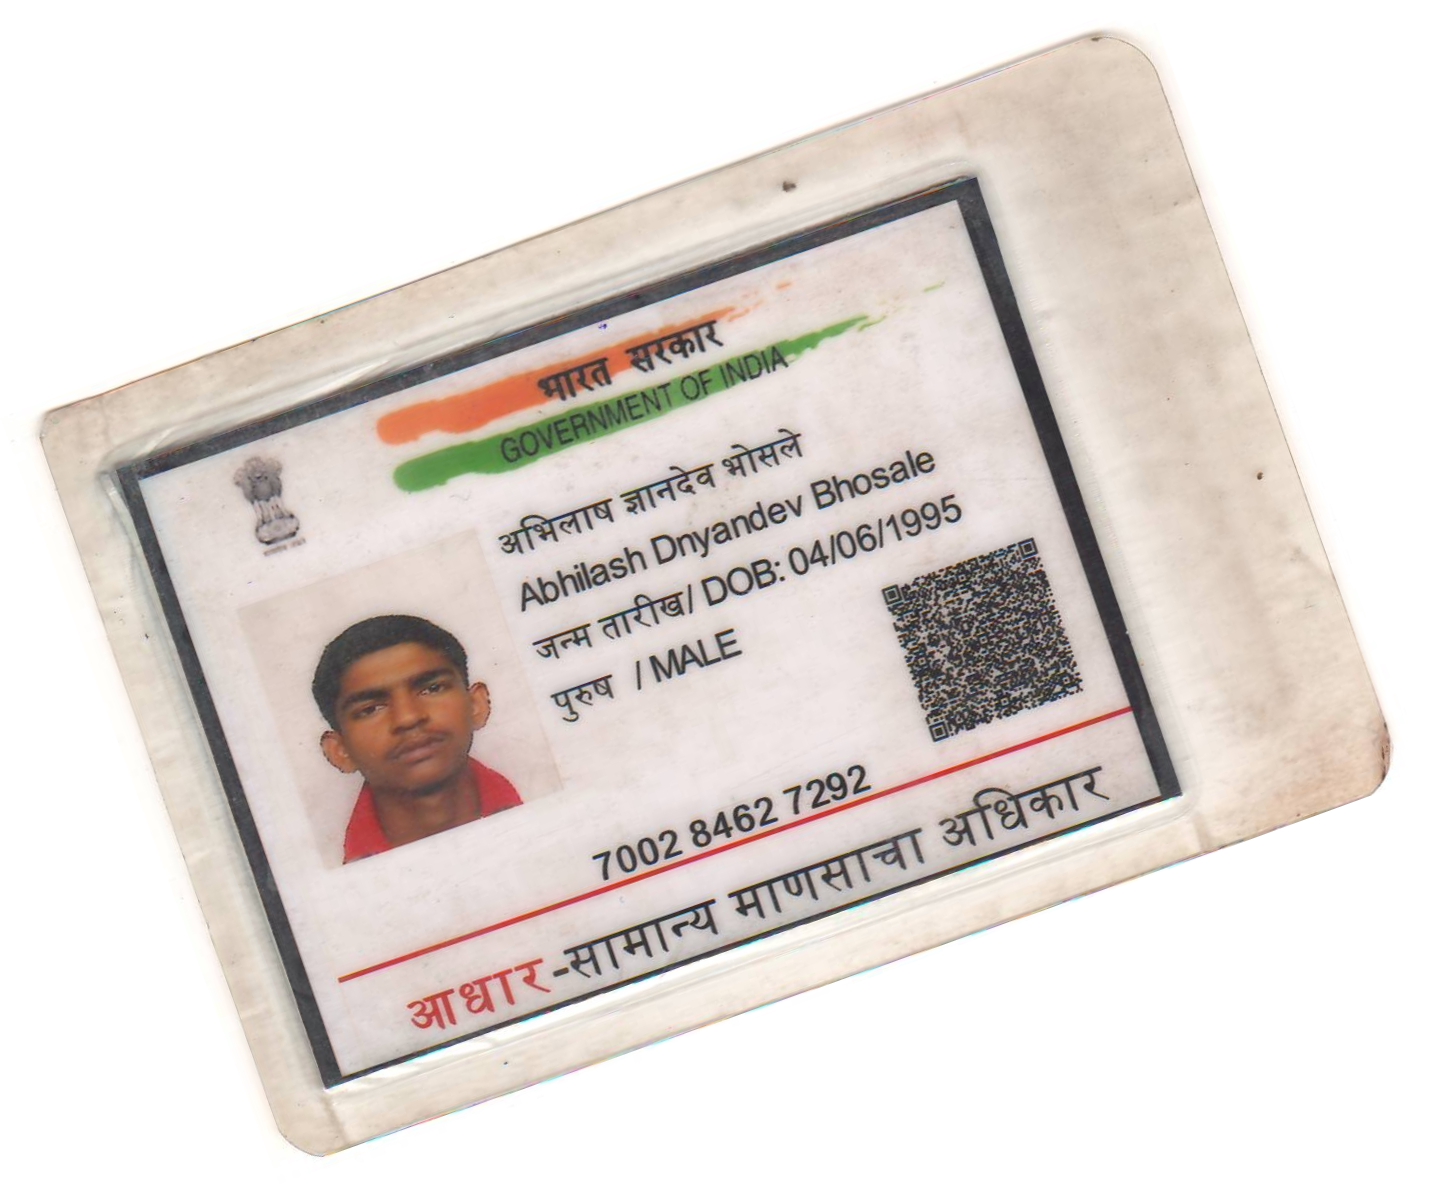 भारत सरकार
GOVERNMENT OF INDIA
अभिलाष ज्ञानदेव भोसले
Abhilash Dnyandev Bhosale
जन्म तारीख/ DOB: 04/06/1995
पुरुष / MALE
7002 8462 7292
आधार-सामान्य माणसाचा अधिकार